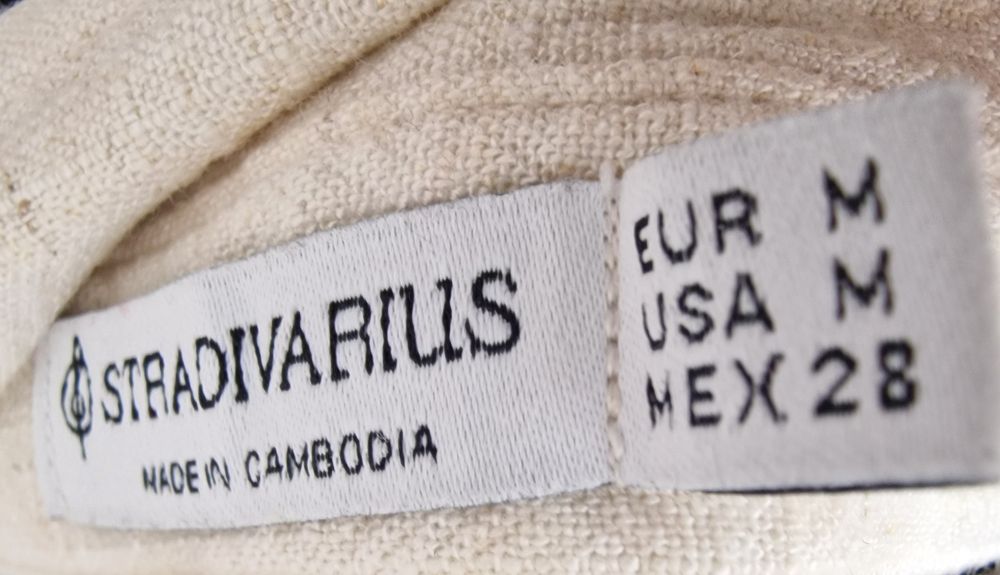 STRADIVARIUS
MADE IN CAMBODIA
EUR M
USA M
MEX 28